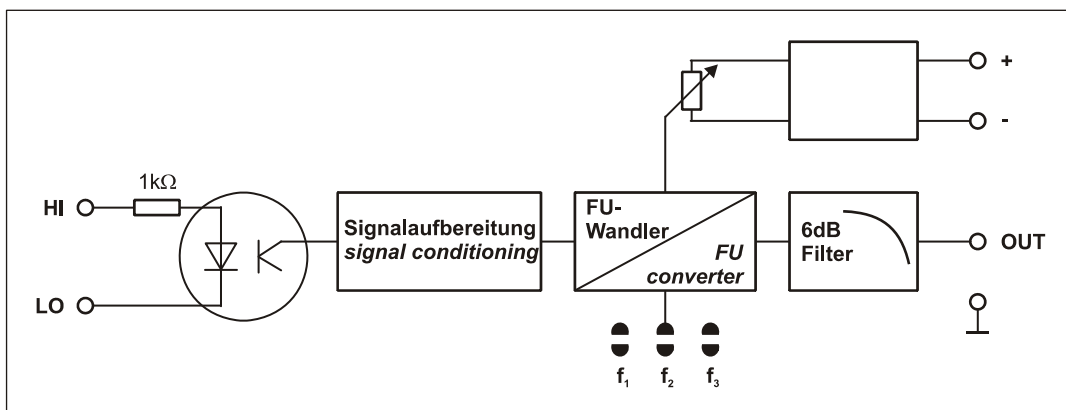 +
-
1kΩ
HI
LO
Signalaufbereitung
signal conditioning
FU-
Wandler
FU
converter
6dB
Filter
OUT
f₁ f₂ f₃